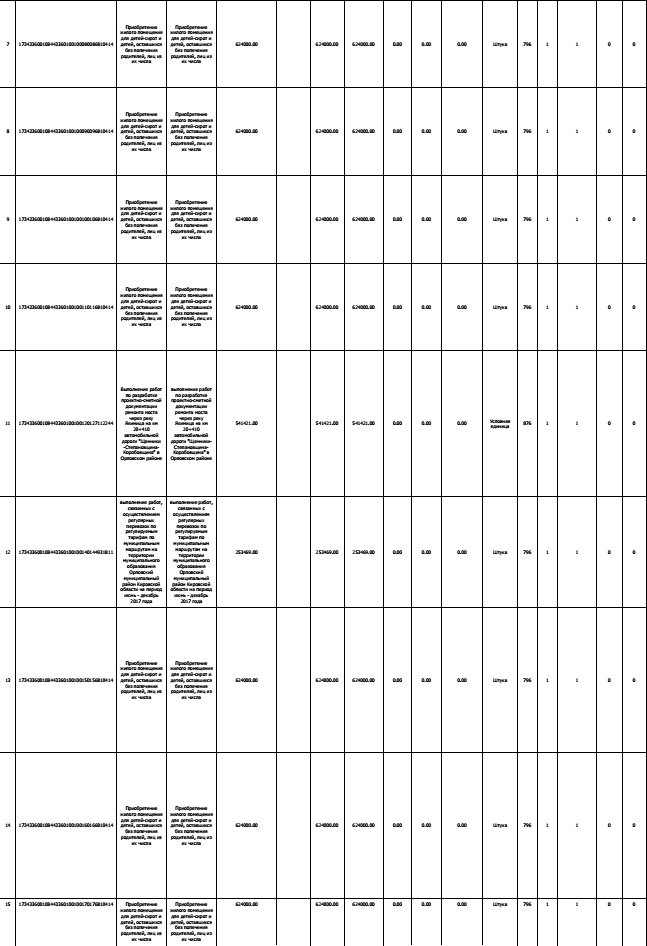 Приобретение жилого помещения для детей-сирот и детей, оставшихся без попечения родителей, лиц из их числа
7 173433600108443360100100080086810414 624000.00 624000.00 624000.00 0.00 0.00 0.00 Штука 796 1 1 0 0
Приобретение жилого помещения для детей-сирот и детей, оставшихся без попечения родителей, лиц из их числа
Приобретение жилого помещения для детей-сирот и детей, оставшихся без попечения родителей, лиц из их числа
8 173433600108443360100100090096810414 624000.00 624000.00 624000.00 0.00 0.00 0.00 Штука 796 1 1 0 0
Приобретение жилого помещения для детей-сирот и детей, оставшихся без попечения родителей, лиц из их числа
Приобретение жилого помещения для детей-сирот и детей, оставшихся без попечения родителей, лиц из их числа
9 173433600108443360100100100106810414 624000.00 624000.00 624000.00 0.00 0.00 0.00 Штука 796 1 1 0 0
Приобретение жилого помещения для детей-сирот и детей, оставшихся без попечения родителей, лиц из их числа
Приобретение жилого помещения для детей-сирот и детей, оставшихся без попечения родителей, лиц из их числа
10 173433600108443360100100110116810414 624000.00 624000.00 624000.00 0.00 0.00 0.00 Штука 796 1 1 0 0
Приобретение жилого помещения для детей-сирот и детей, оставшихся без попечения родителей, лиц из их числа
Выполнение работ по разработке проектно-сметной документации ремонта моста через реку Якимица на км 20+410 автомобильной дороги "Щенники-Степановщина-Коробовщина" в Орловском районе
11 173433600108443360100100120127112244 541421.00 541421.00 541421.00 0.00 0.00 0.00 Условная единица 876 1 1 0 0
выполнение работ по разработке проектно-сметной документации ремонта моста через реку Якимица на км 20+410 автомобильной дороги "Щенники-Степановщина-Коробовщина" в Орловском районе
выполнение работ, связанных с осуществлением регулярных перевозок по регулируемым тарифам по муниципальным маршрутам на территории муниципального образования Орловский муниципальный район Кировской области на период июнь - декабрь 2017 года
12 173433600108443360100100140144931811 253469.00 253469.00 253469.00 0.00 0.00 0.00 Штука 796 1 1 0 0
выполнение работ, связанных с осуществлением регулярных перевозок по регулируемым тарифам по муниципальным маршрутам на территории муниципального образования Орловский муниципальный район Кировской области на период июнь - декабрь 2017 года
Приобретение жилого помещения для детей-сирот и детей, оставшихся без попечения родителей, лиц из их числа
13 173433600108443360100100150156810414 624000.00 624000.00 624000.00 0.00 0.00 0.00 Штука 796 1 1 0 0
Приобретение жилого помещения для детей-сирот и детей, оставшихся без попечения родителей, лиц из их числа
Приобретение жилого помещения для детей-сирот и детей, оставшихся без попечения родителей, лиц из их числа
14 173433600108443360100100160166810414 624000.00 624000.00 624000.00 0.00 0.00 0.00 Штука 796 1 1 0 0
Приобретение жилого помещения для детей-сирот и детей, оставшихся без попечения родителей, лиц из их числа
15 173433600108443360100100170176810414 624000.00 624000.00 624000.00 0.00 0.00 0.00 Штука 796 1 1 0 0
Приобретение жилого помещения для детей-сирот и детей, оставшихся без попечения родителей, лиц из их числа
Приобретение жилого помещения для детей-сирот и детей, оставшихся без попечения родителей, лиц из их числа